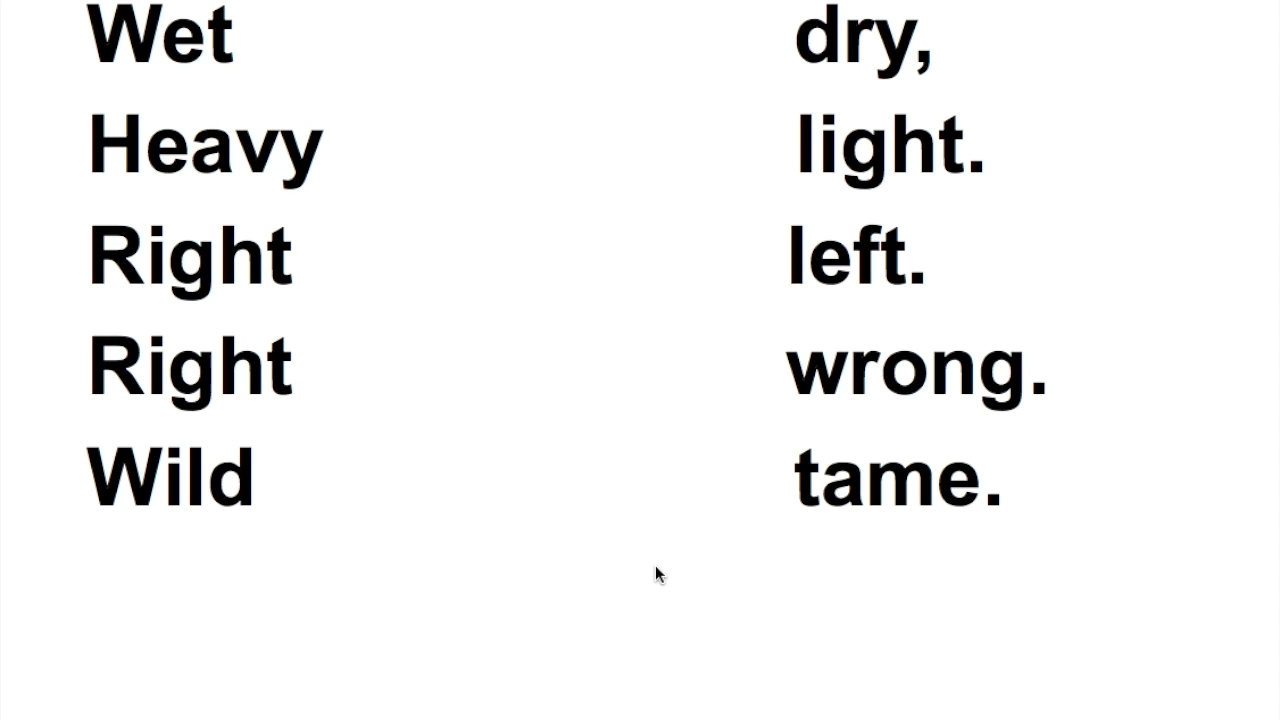 Wet dry,
Heavy light.
Right left.
Right wrong.
Wild tame.